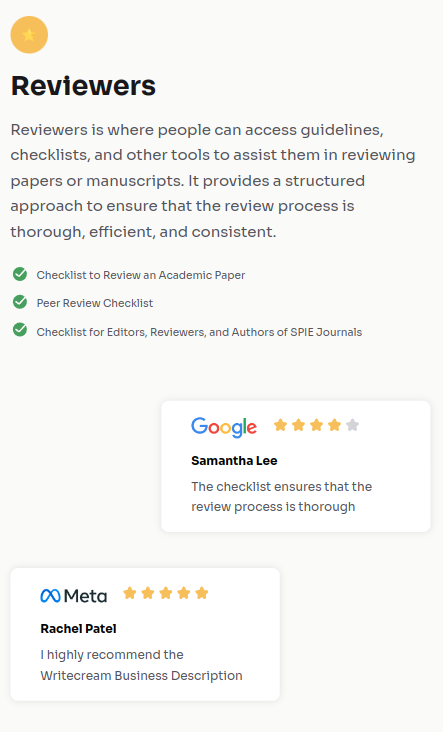 Reviewers
Reviewers is where people can access guidelines,
checklists, and other tools to assist them in reviewing
papers or manuscripts. It provides a structured
approach to ensure that the review process is
thorough, efficient, and consistent.
Checklist to Review an Academic Paper
Peer Review Checklist
Checklist for Editors, Reviewers, and Authors of SPIE Journals
Google
Samantha Lee
The checklist ensures that the
review process is thorough
Meta
Rachel Patel
I highly recommend the
Writecream Business Description